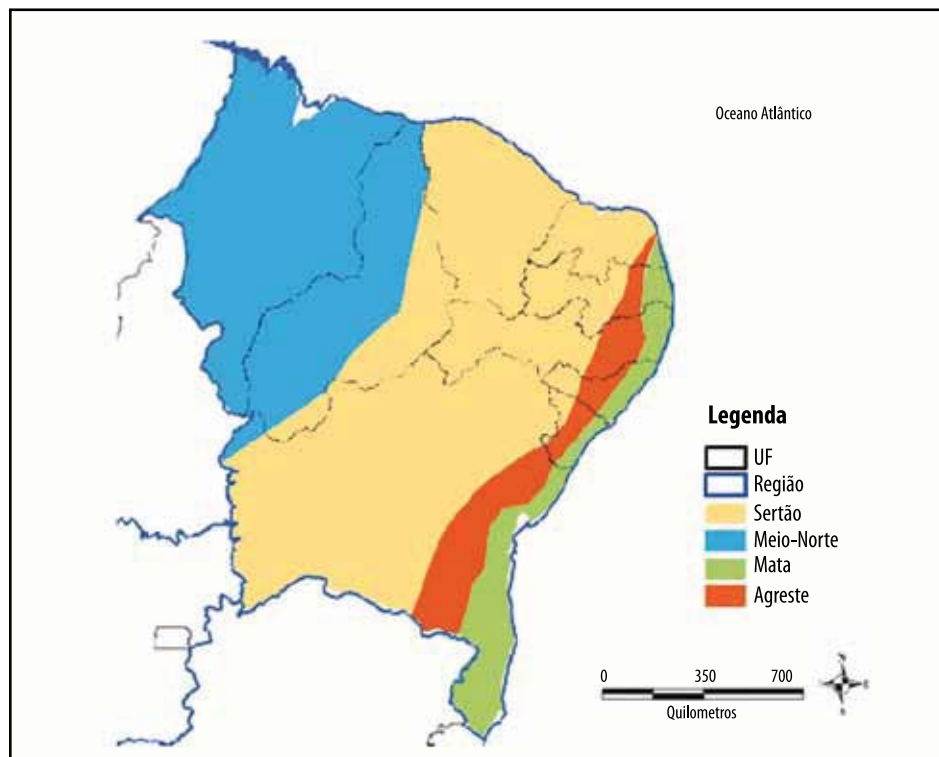 Oceano Atlântico
Legenda
UF
Região
Sertão
Meio-Norte
Mata
Agreste
0 350 700
Quilometros